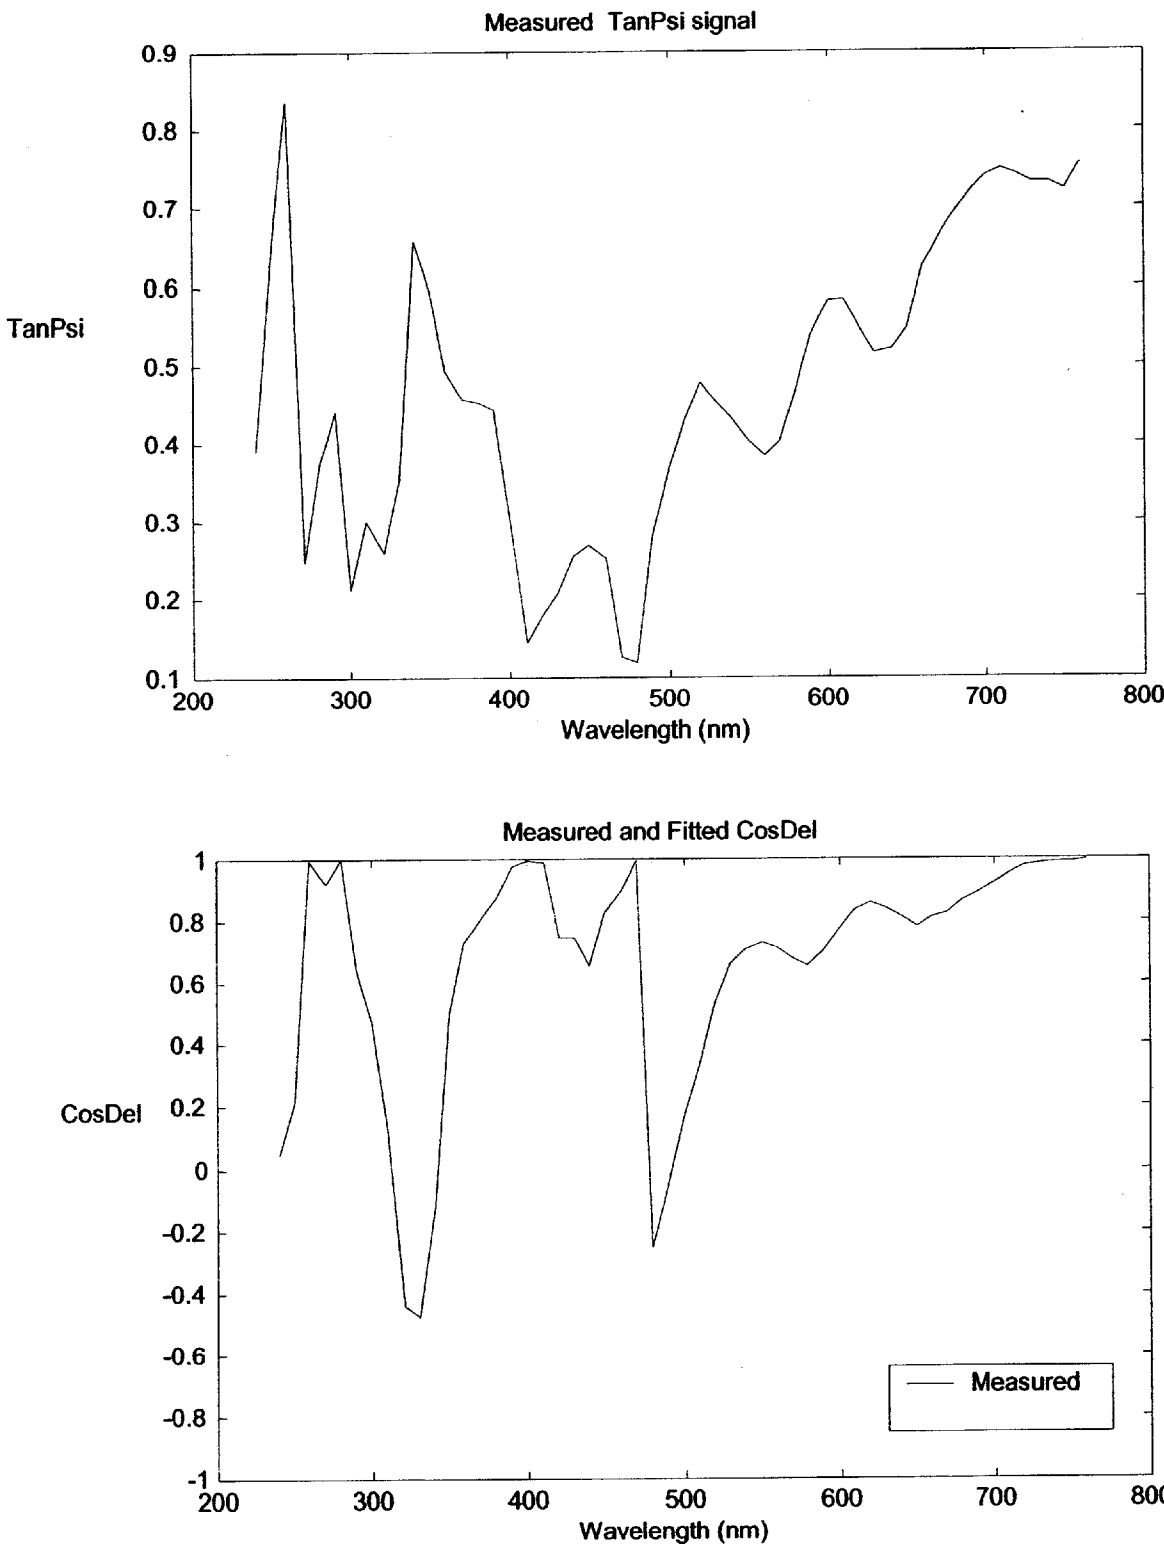 Measured TanPsi signal
0.9
0.8
0.7
0.6
TanPsi
0.5
0.4
0.3
0.2
0.1
200 300 400 500 600 700 800
Wavelength (nm)
Measured and Fitted CosDel
1
0.8
0.6
0.4
0.2
CosDel
0
-0.2
-0.4
-0.6
-0.8
-1
Measured
200 300 400 500 600 700 800
Wavelength (nm)